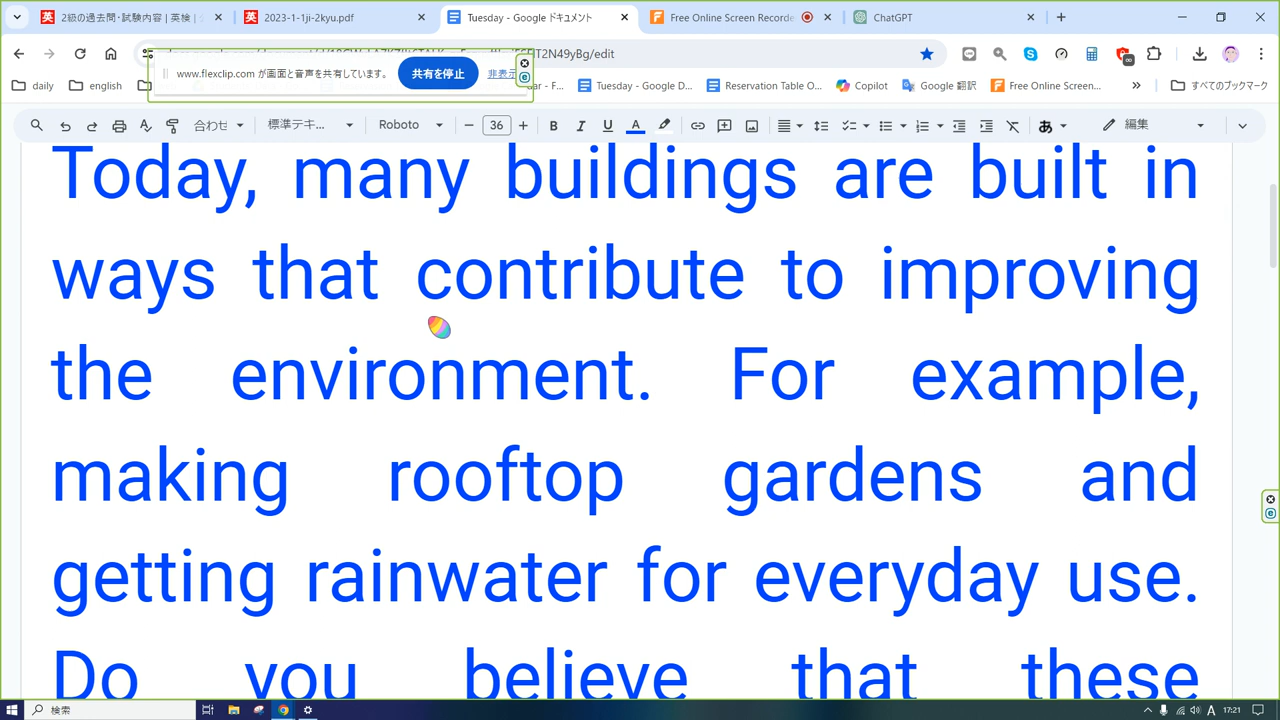 英 2級の過去問・試験内容 | 英検 |
英 2023-1-1ji-2kyu.pdf
Tuesday - Google ドキュメント
Free Online Screen Recorde
ChatGPT
2N49yBg/edit
www.flexclip.com が画面と音声を共有しています。
共有を停止
非表示
daily
english
Tuesday - Google D...
Reservation Table O...
Copilot
Google 翻訳
Free Online Screen...
すべてのブックマーク
合わせ
標準テキ...
Roboto
36
編集
Today, many buildings are built in
ways that contribute to improving
the environment. For example,
making rooftop gardens and
getting rainwater for everyday use.
Do you believe that these
検索
A 17:21